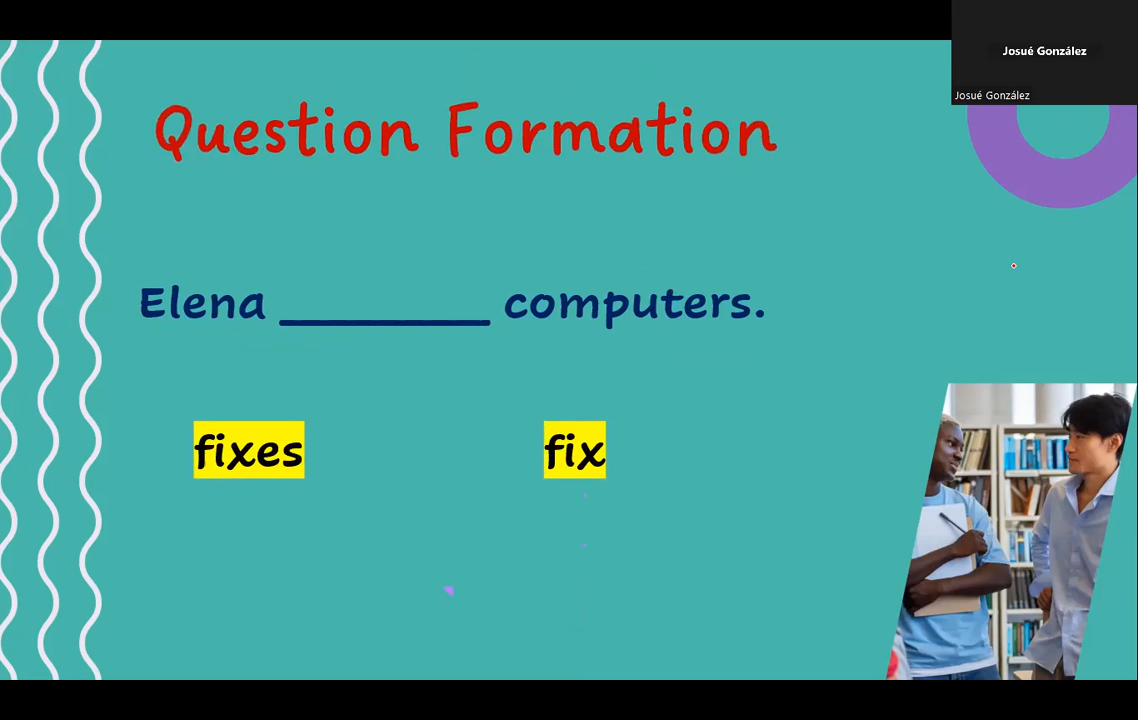 Josué González
Josué González
Question Formation
Elena ________ computers.
fixes fix